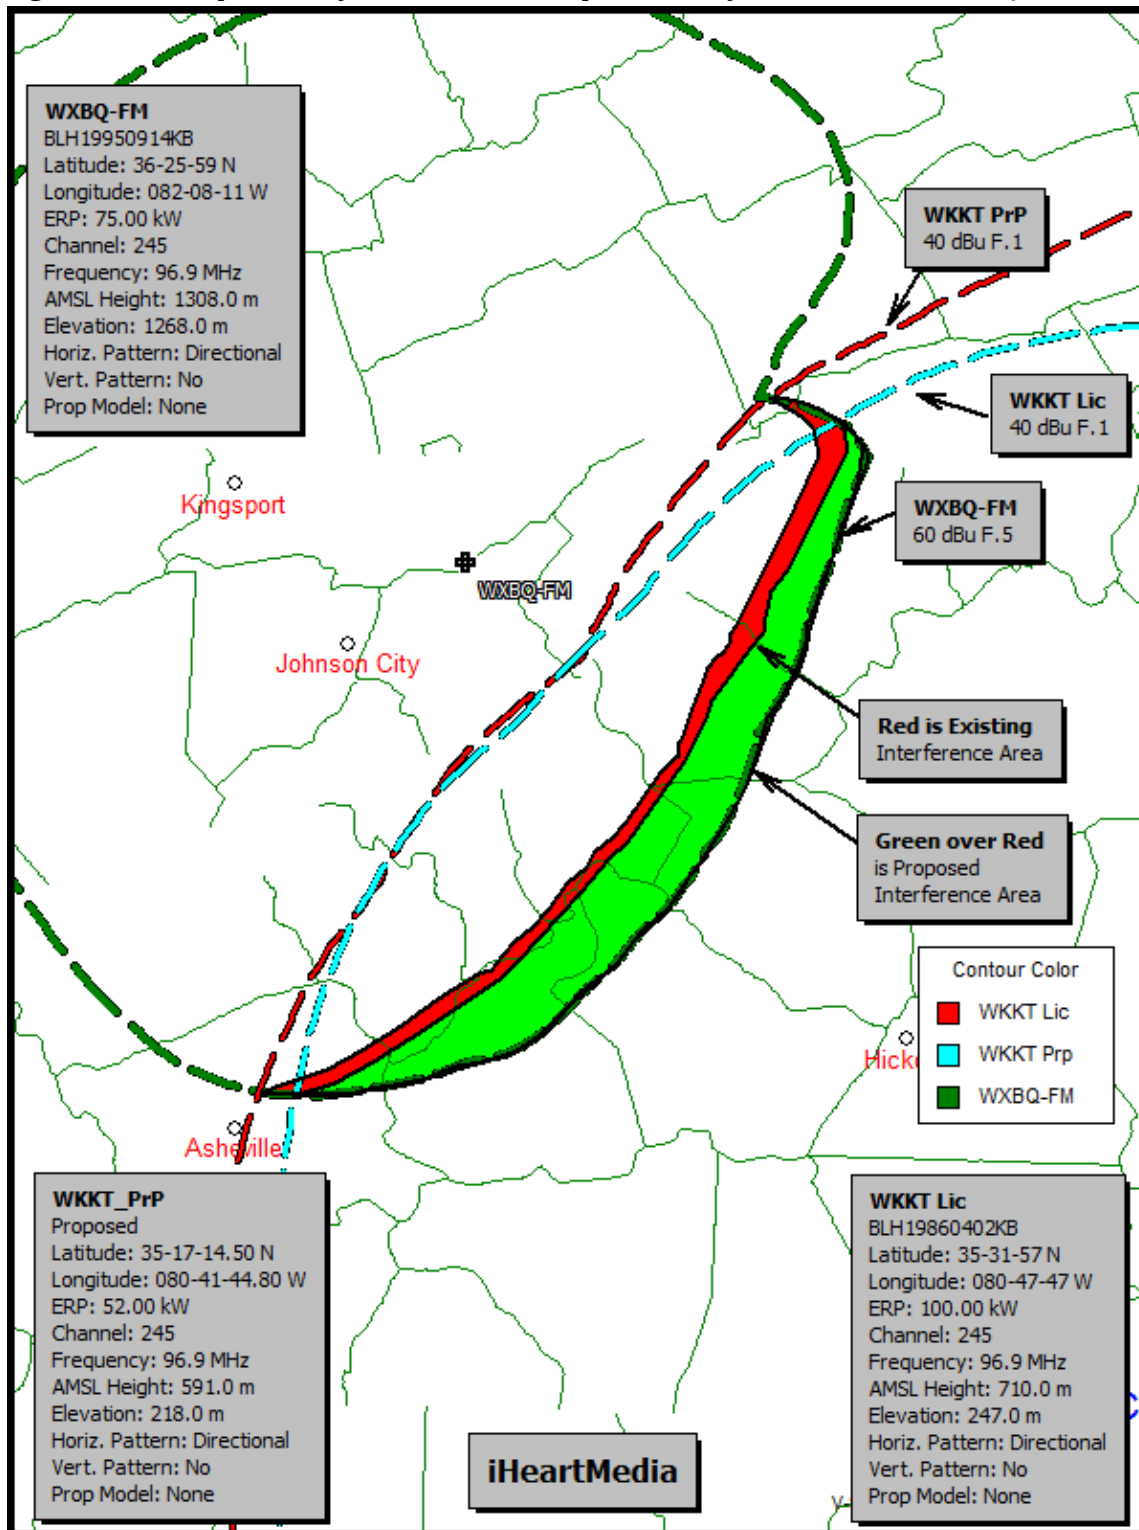 WXBQ-FM
BLH19950914KB
Latitude: 36-25-59 N
Longitude: 082-08-11 W
ERP: 75.00 kW
Channel: 245
Frequency: 96.9 MHz
AMSL Height: 1308.0 m
Elevation: 1268.0 m
Horiz. Pattern: Directional
Vert. Pattern: No
Prop Model: None
WKKT PrP
40 dBu F.1
WKKT Lic
40 dBu F.1
Kingsport
WXBQ-FM
60 dBu F.5
WXBQ-FM
Johnson City
Red is Existing
Interference Area
Green over Red
is Proposed
Interference Area
Contour Color
WKKT Lic
WKKT Prp
WXBQ-FM
Hick
Asheville
WKKT_PrP
Proposed
Latitude: 35-17-14.50 N
Longitude: 080-41-44.80 W
ERP: 52.00 kW
Channel: 245
Frequency: 96.9 MHz
AMSL Height: 591.0 m
Elevation: 218.0 m
Horiz. Pattern: Directional
Vert. Pattern: No
Prop Model: None
WKKT Lic
BLH19860402KB
Latitude: 35-31-57 N
Longitude: 080-47-47 W
ERP: 100.00 kW
Channel: 245
Frequency: 96.9 MHz
AMSL Height: 710.0 m
Elevation: 247.0 m
Horiz. Pattern: Directional
Vert. Pattern: No
Prop Model: None
iHeartMedia